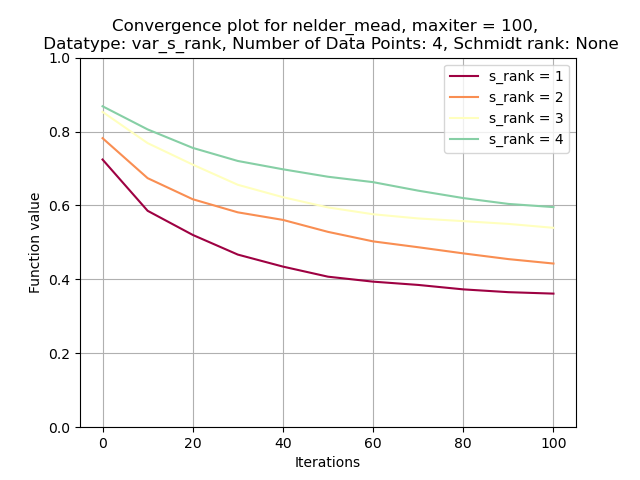 Convergence plot for nelder_mead, maxiter = 100,
Datatype: var_s_rank, Number of Data Points: 4, Schmidt rank: None
s_rank = 1
s_rank = 2
s_rank = 3
s_rank = 4
1.0
0.8
0.6
0.4
0.2
0.0
Function value
0 20 40 60 80 100
Iterations